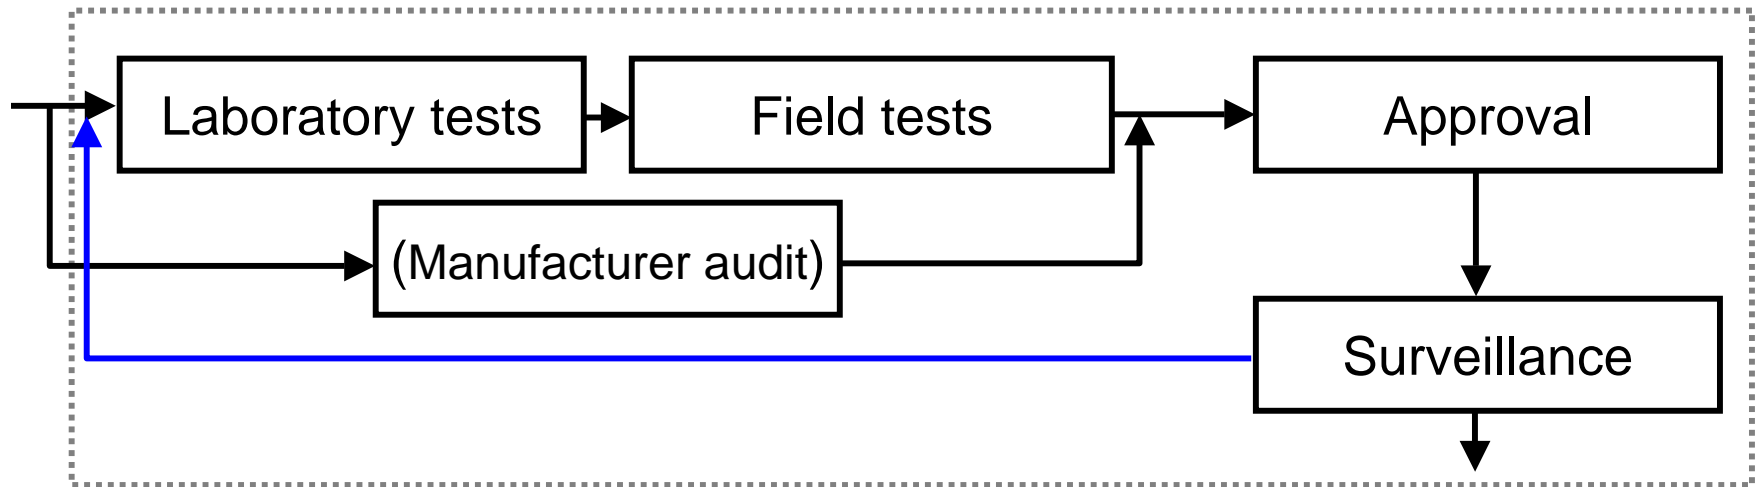 Laboratory tests
Field tests
Approval
(Manufacturer audit)
Surveillance